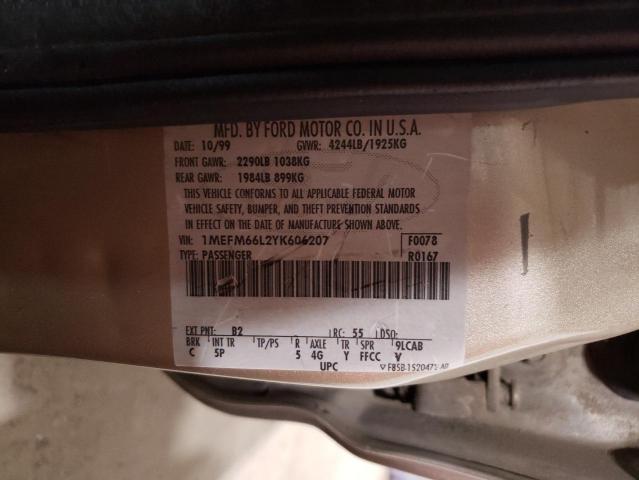 MFD. BY FORD MOTOR CO. IN U.S.A.
DATE: 10/99 GVWR: 4244LB/1925KG
FRONT GAWR: 2290LB 1038KG
REAR GAWR: 1984LB 899KG
THIS VEHICLE CONFORMS TO ALL APPLICABLE FEDERAL MOTOR
VEHICLE SAFETY, BUMPER, AND THEFT PREVENTION STANDARDS
IN EFFECT ON THE DATE OF MANUFACTURE SHOWN ABOVE.
VIN: 1MEFM66L2YK606207 F0078
TYPE: PASSENGER R0167
EXT PNT: B2 RC: 55 DSO:
BRK INT TR TP/PS R AXLE TR SPR 9LCAB
C 5P 5 4G Y FFCC V
UPC